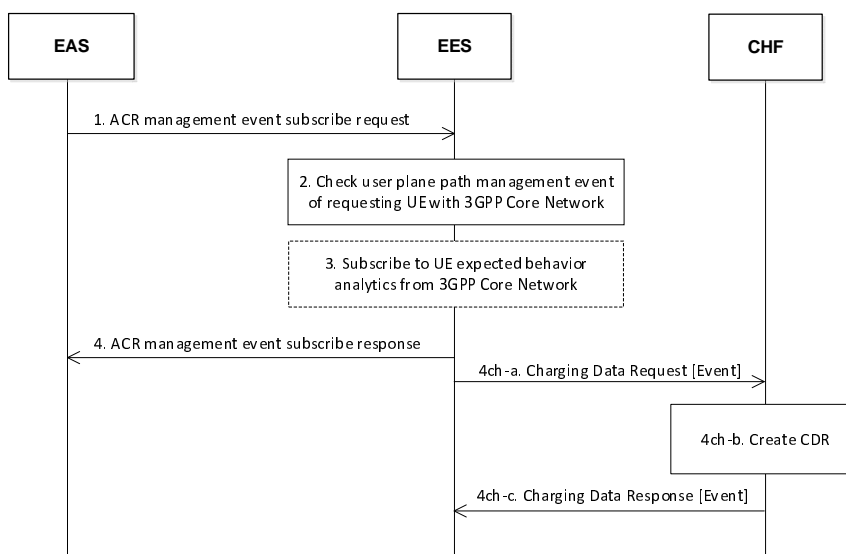 EAS
EES
CHF
1. ACR management event subscribe request
2. Check user plane path management event
of requesting UE with 3GPP Core Network
3. Subscribe to UE expected behavior
analytics from 3GPP Core Network
4. ACR management event subscribe response
4ch-a. Charging Data Request [Event]
4ch-b. Create CDR
4ch-c. Charging Data Response [Event]